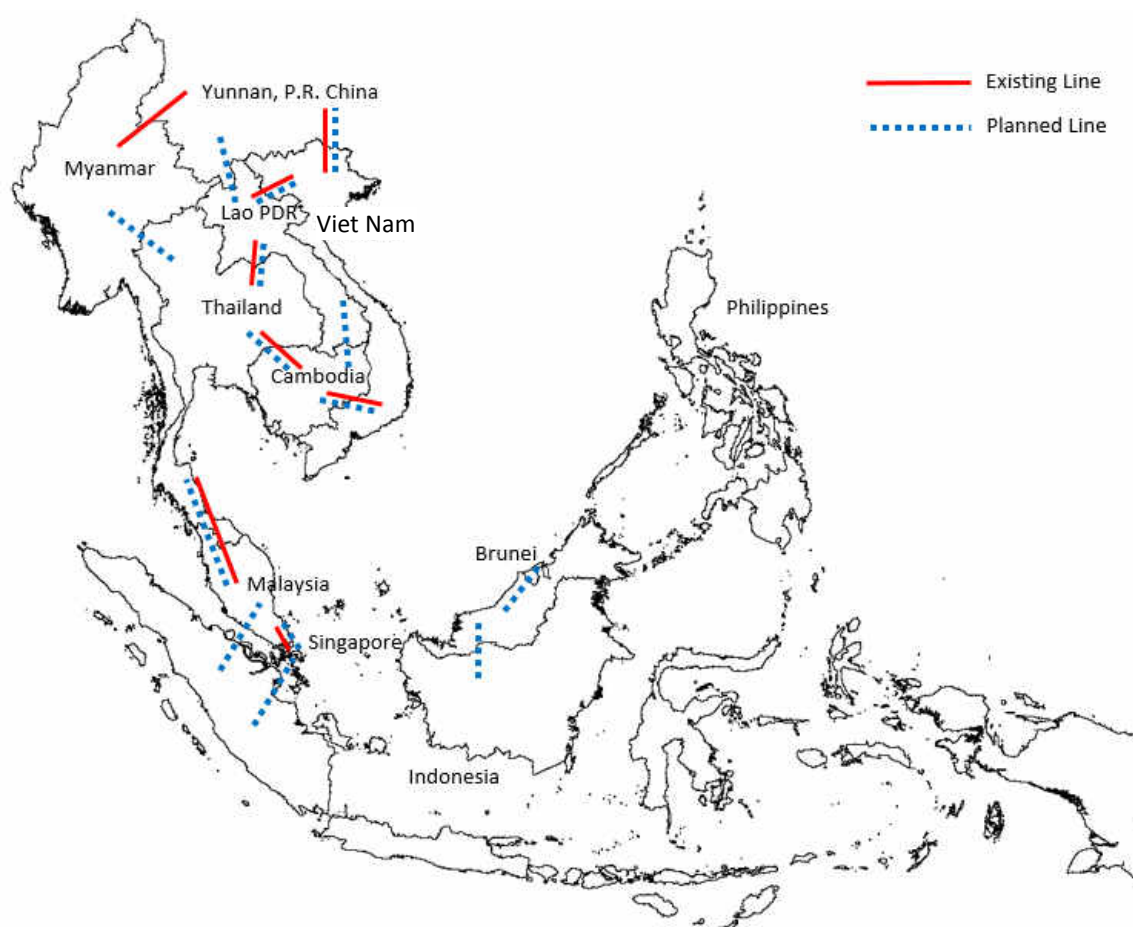 Yunnan, P.R. China
Existing Line
Planned Line
Myanmar
Lao PDR
Viet Nam
Thailand
Philippines
Cambodia
Brunei
Malaysia
Singapore
Indonesia